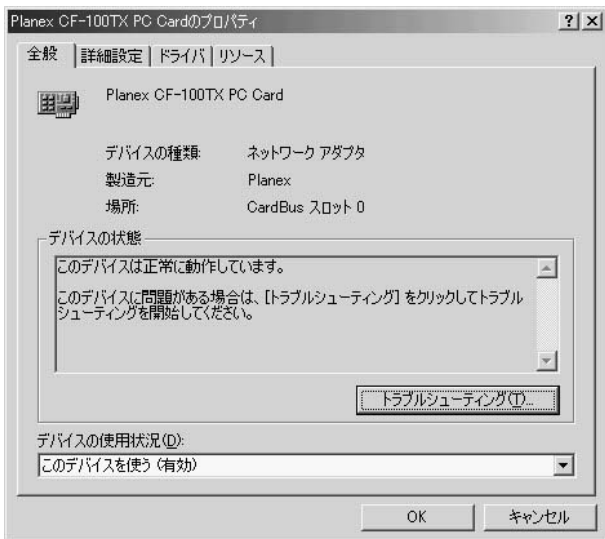 Planex CF-100TX PC Cardのプロパティ
全般 詳細設定 ドライバ リソース
Planex CF-100TX PC Card
デバイスの種類: ネットワーク アダプタ
製造元: Planex
場所: CardBus スロット 0
デバイスの状態
このデバイスは正常に動作しています。
このデバイスに問題がある場合は、[トラブルシューティング] をクリックしてトラブル
シューティングを開始してください。
トラブルシューティング(T)...
デバイスの使用状況(D):
このデバイスを使う (有効)
OK キャンセル